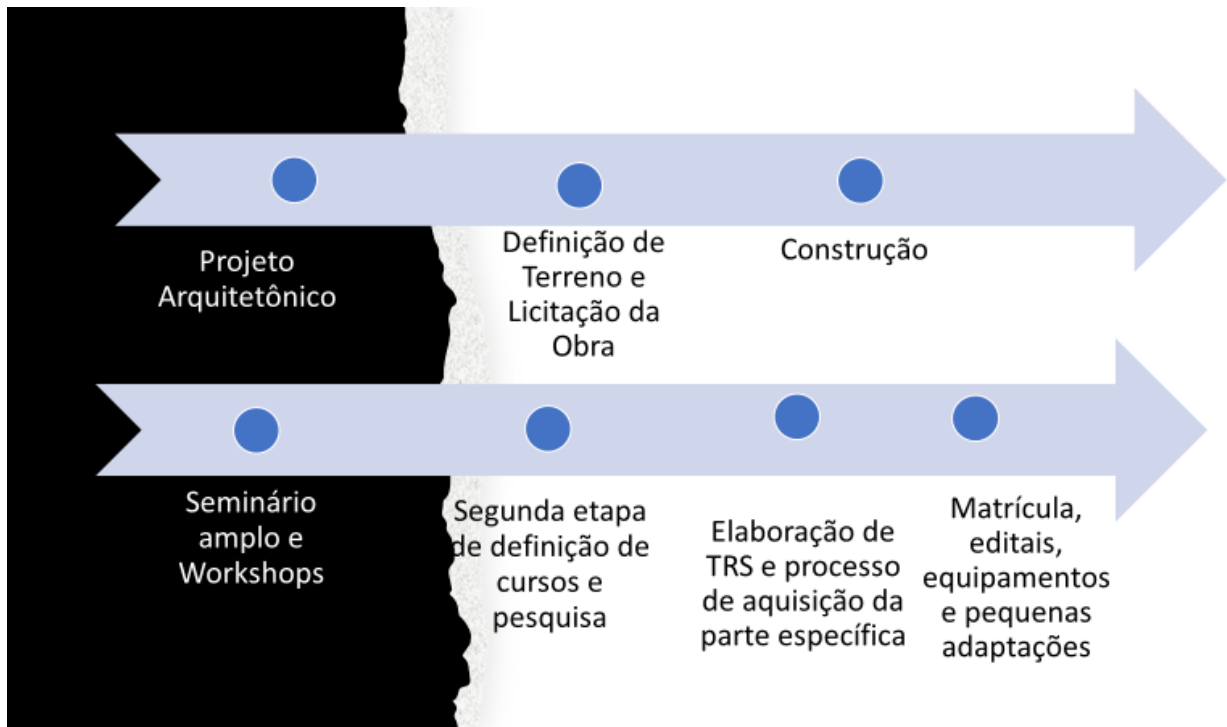 Projeto
Arquitetônico
Definição de
Terreno e
Licitação da
Obra
Construção
Seminário
amplo e
Workshops
Segunda etapa
de definição de
cursos e
pesquisa
Elaboração de
TRS e processo
de aquisição da
parte específica
Matrícula,
editais,
equipamentos
e pequenas
adaptações